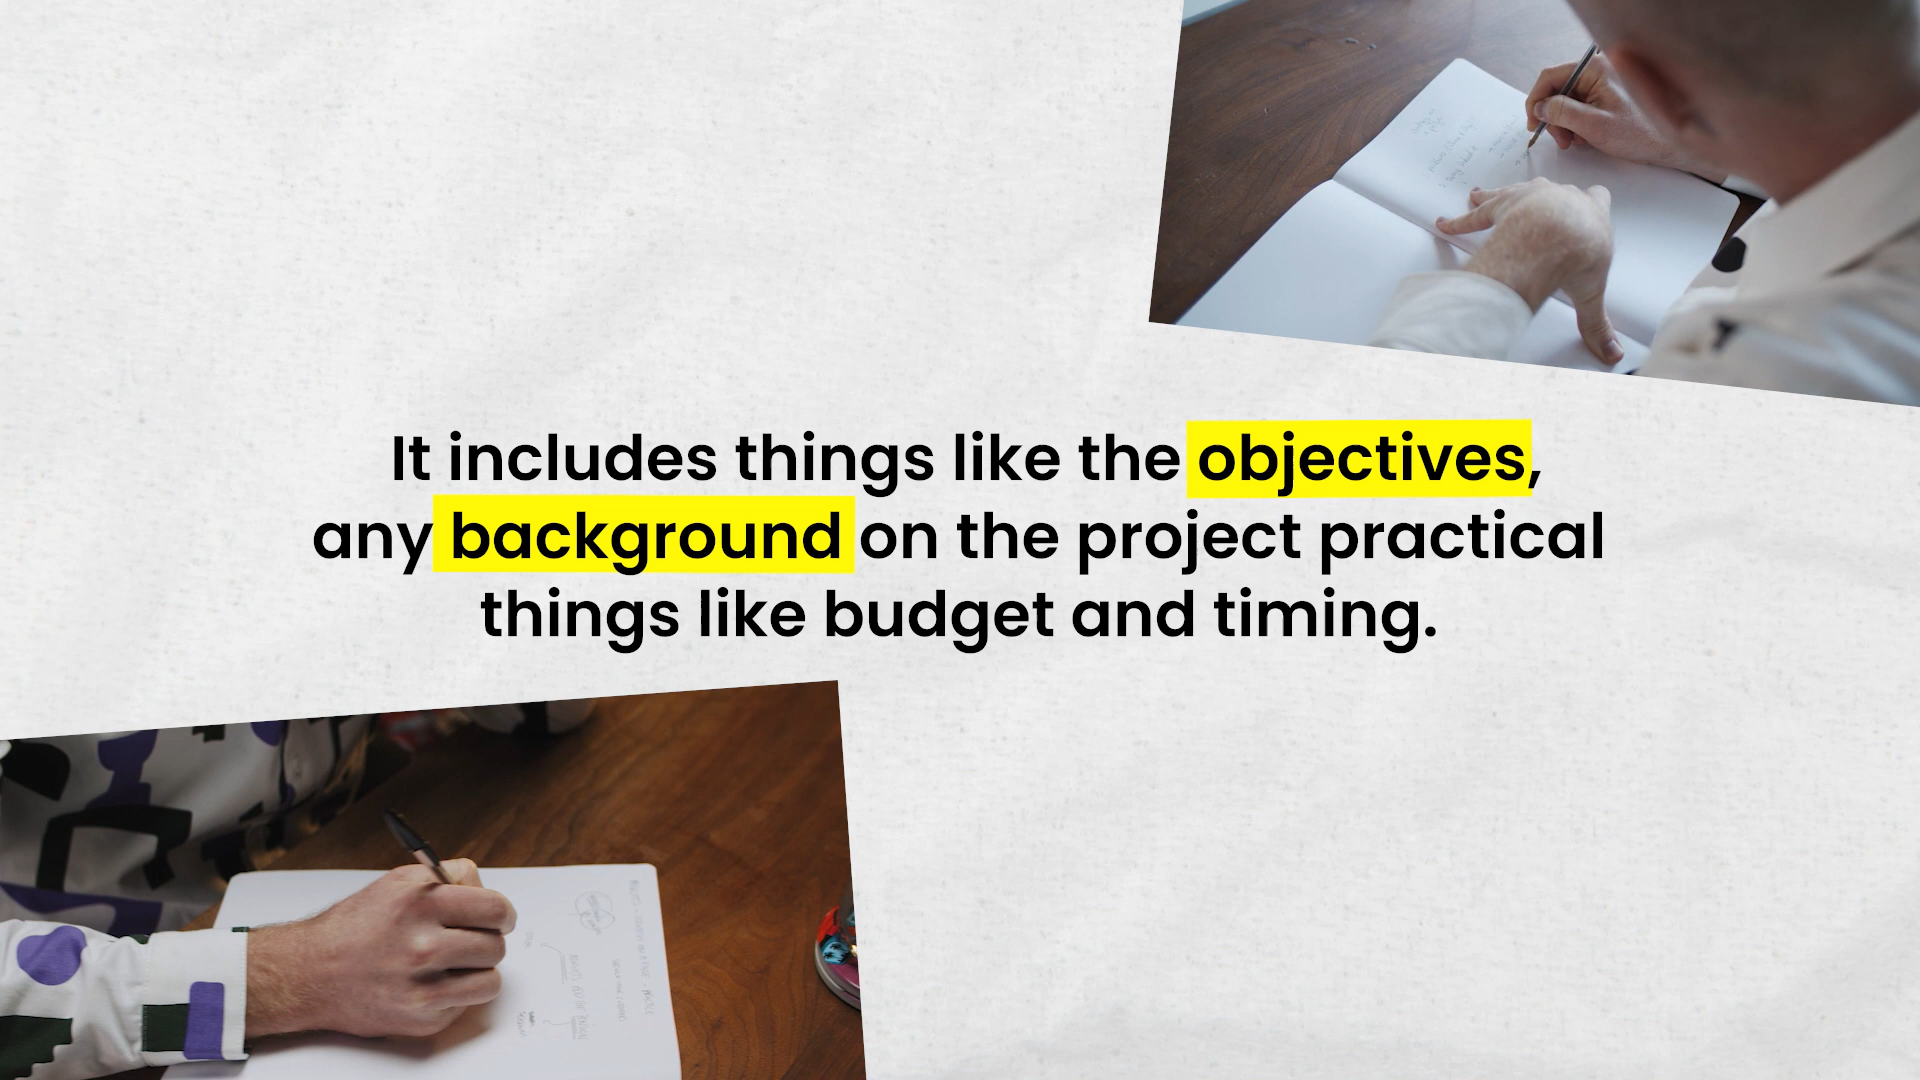 It includes things like the objectives,
any background on the project practical
things like budget and timing.